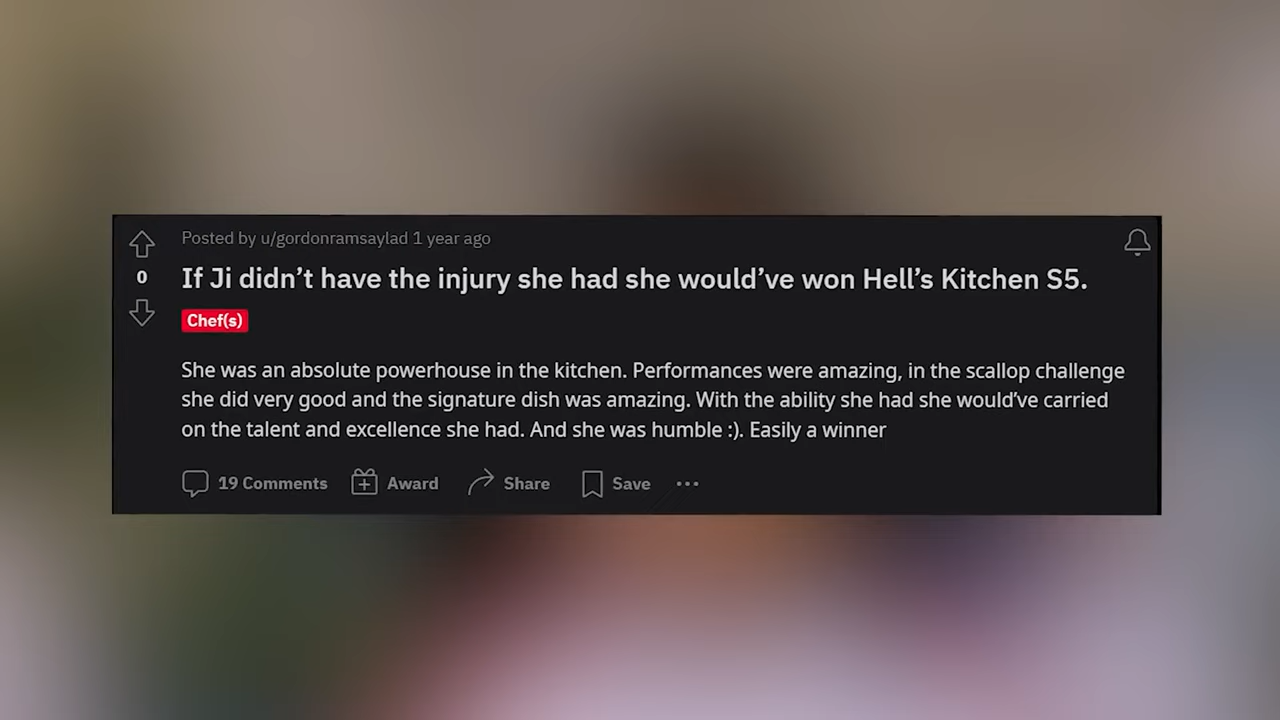 Posted by u/gordonramsaylad 1 year ago
0
If Ji didn’t have the injury she had she would’ve won Hell’s Kitchen S5.
Chef(s)
She was an absolute powerhouse in the kitchen. Performances were amazing, in the scallop challenge
she did very good and the signature dish was amazing. With the ability she had she would’ve carried
on the talent and excellence she had. And she was humble :). Easily a winner
19 Comments Award Share Save